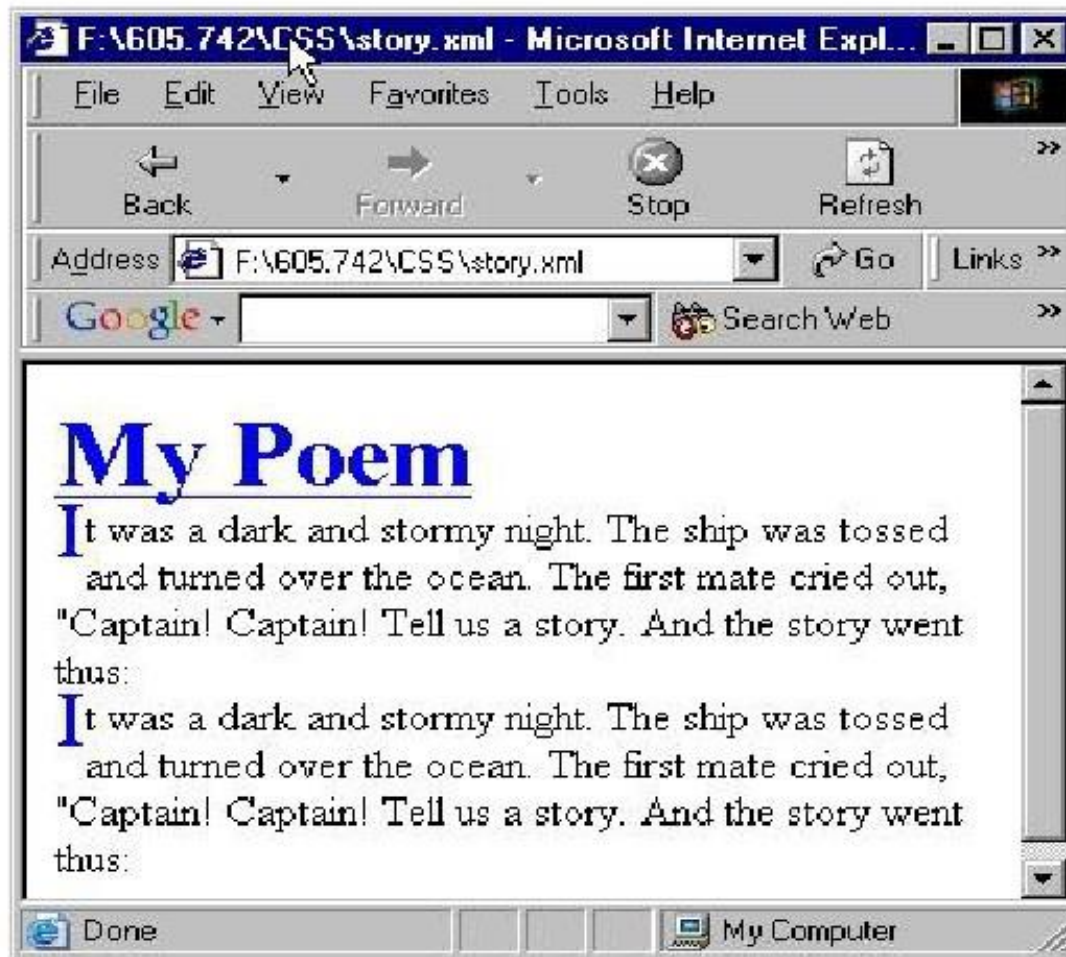 F:\605.742\CSS\story.xml - Microsoft Internet Expl...
File Edit View Favorites Tools Help
Back Forward Stop Refresh »
Address F:\605.742\CSS\story.xml Go Links »
Google Search Web »
My Poem
It was a dark and stormy night. The ship was tossed
and turned over the ocean. The first mate cried out,
"Captain! Captain! Tell us a story. And the story went
thus:
It was a dark and stormy night. The ship was tossed
and turned over the ocean. The first mate cried out,
"Captain! Captain! Tell us a story. And the story went
thus:
Done My Computer